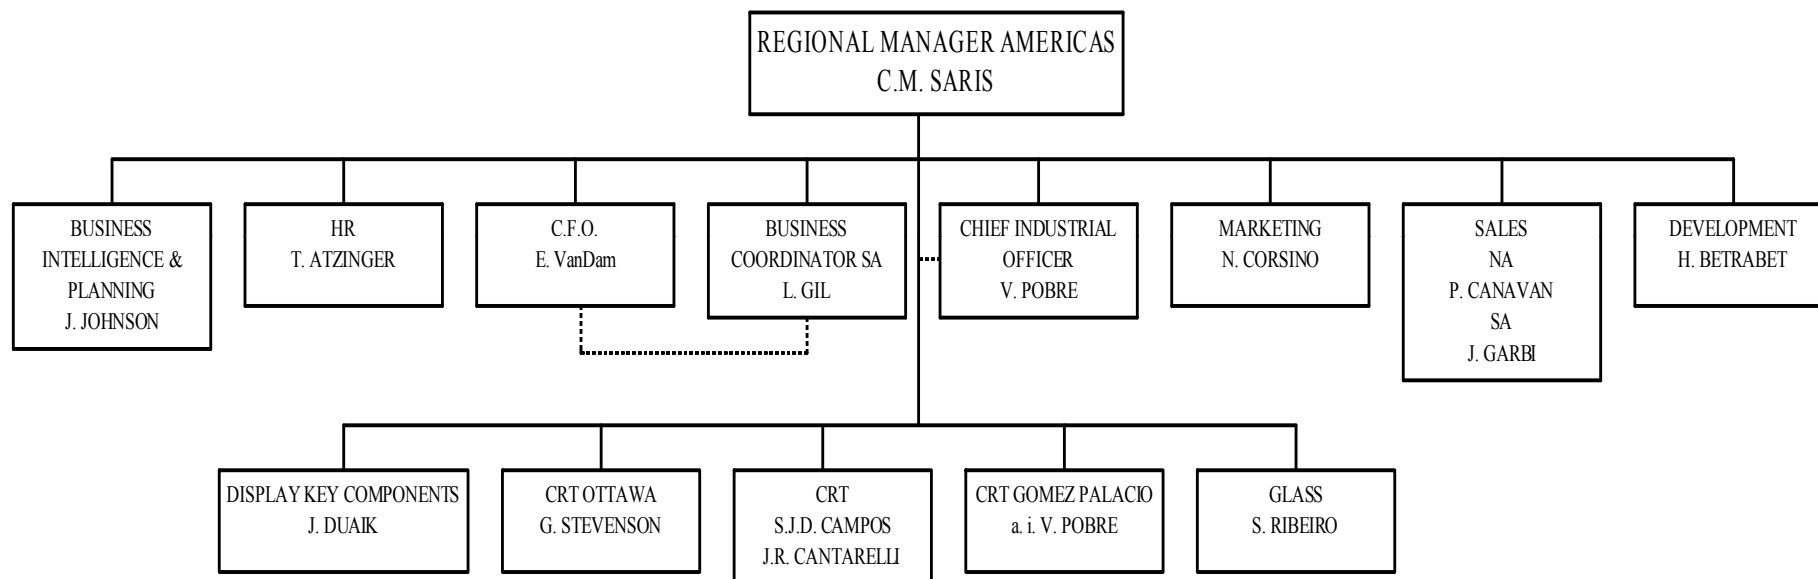 REGIONAL MANAGER AMERICAS
C.M. SARIS
BUSINESS
INTELLIGENCE &
PLANNING
J. JOHNSON
HR
T. ATZINGER
C.F.O.
E. VanDam
BUSINESS
COORDINATOR SA
L. GIL
CHIEF INDUSTRIAL
OFFICER
V. POBRE
MARKETING
N. CORSINO
SALES
NA
P. CANAVAN
SA
J. GARBI
DEVELOPMENT
H. BETRABET
DISPLAY KEY COMPONENTS
J. DUAIK
CRT OTTAWA
G. STEVENSON
CRT
S.J.D. CAMPOS
J.R. CANTARELLI
CRT GOMEZ PALACIO
a. i. V. POBRE
GLASS
S. RIBEIRO